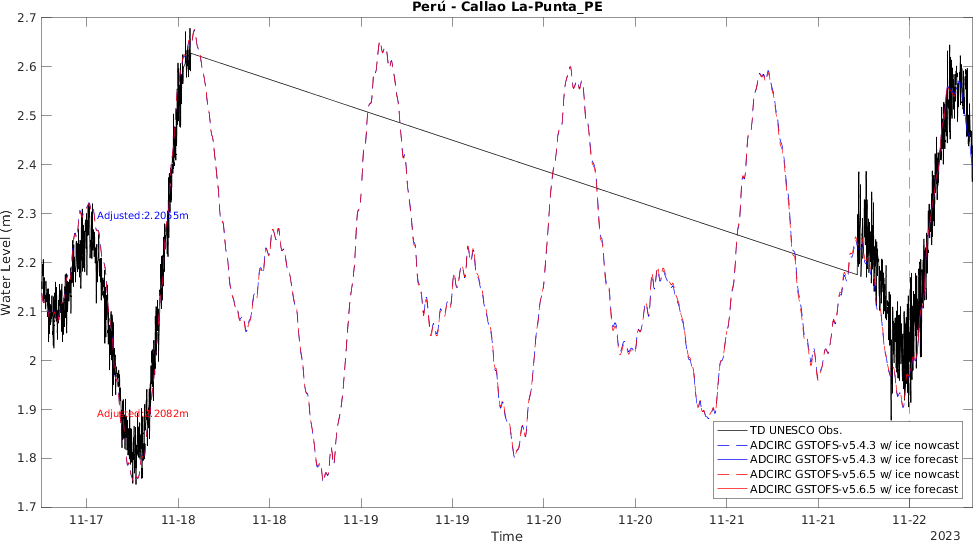 Perú - Callao La-Punta_PE
2.7
2.6
2.5
2.4
2.3
2.2
2.1
2
1.9
1.8
1.7
Water Level (m)
Adjusted:2.2055m
Adjusted:2.2082m
TD UNESCO Obs.
ADCIRC GSTOFS-v5.4.3 w/ ice nowcast
ADCIRC GSTOFS-v5.4.3 w/ ice forecast
ADCIRC GSTOFS-v5.6.5 w/ ice nowcast
ADCIRC GSTOFS-v5.6.5 w/ ice forecast
11-17 11-18 11-18 11-19 11-19 11-20 11-20 11-21 11-21 11-22
Time
2023